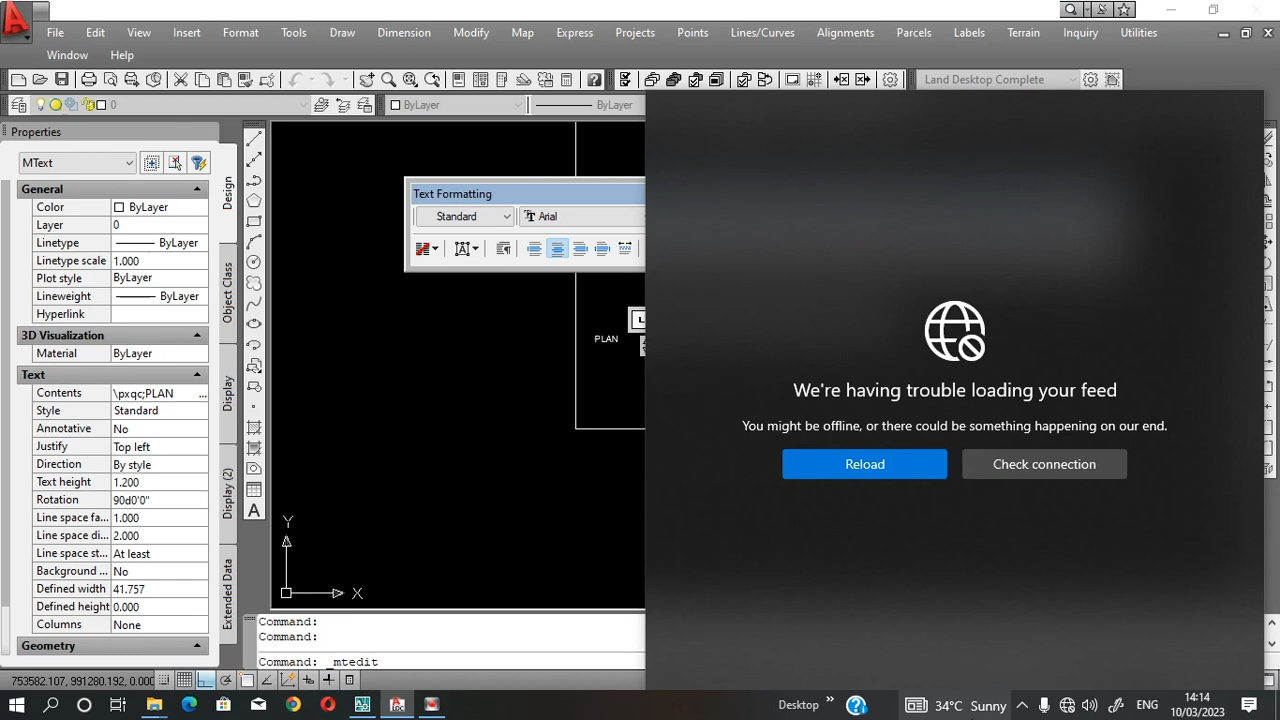 File Edit View Insert Format Tools Draw Dimension Modify Map Express Projects Points Lines/Curves Alignments Parcels Labels Terrain Inquiry Utilities
Window Help
Land Desktop Complete
0 ByLayer ByLayer
Properties
MText
General
Color ByLayer
Layer 0
Linetype ByLayer
Linetype scale 1.000
Plot style ByLayer
Lineweight ByLayer
Hyperlink
3D Visualization
Material ByLayer
Text
Contents \pxqc;PLAN ...
Style Standard
Annotative No
Justify Top left
Direction By style
Text height 1.200
Rotation 90d0'0"
Line space fa... 1.000
Line space di... 2.000
Line space st... At least
Background ... No
Defined width 41.757
Defined height 0.000
Columns None
Geometry
Design
Object Class
Display
Display (2)
Extended Data
Text Formatting
Standard Arial
PLAN
Y
X
We're having trouble loading your feed
You might be offline, or there could be something happening on our end.
Reload Check connection
Command:
Command:
Command: _mtedit
753582.107, 991280.192, 0.000
Desktop 34°C Sunny ENG 14:14
10/03/2023